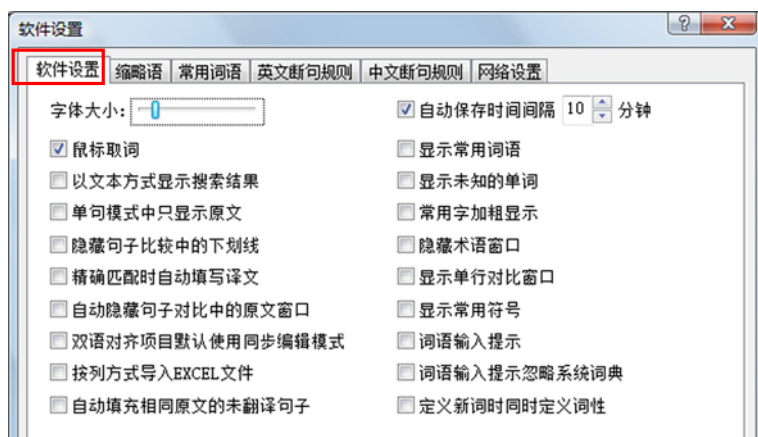 软件设置
软件设置 缩略语 常用词语 英文断句规则 中文断句规则 网络设置
字体大小: 自动保存时间间隔 10 分钟
鼠标取词 显示常用词语
以文本方式显示搜索结果 显示未知的单词
单句模式中只显示原文 常用字加粗显示
隐藏句子比较中的下划线 隐藏术语窗口
精确匹配时自动填写译文 显示单行对比窗口
自动隐藏句子对比中的原文窗口 显示常用符号
双语对齐项目默认使用同步编辑模式 词语输入提示
按列方式导入EXCEL文件 词语输入提示忽略系统词典
自动填充相同原文的未翻译句子 定义新词时同时定义词性